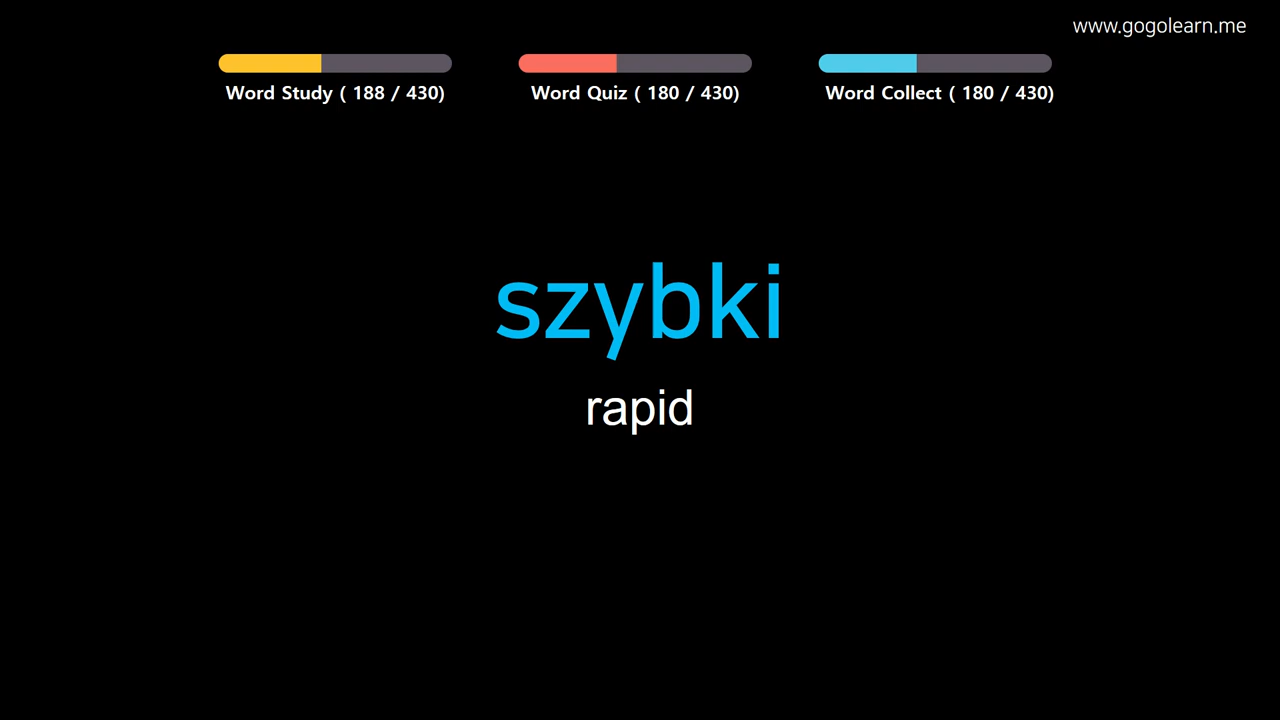 www.gogolearn.me
Word Study ( 188 / 430)
Word Quiz ( 180 / 430)
Word Collect ( 180 / 430)
szybki
rapid